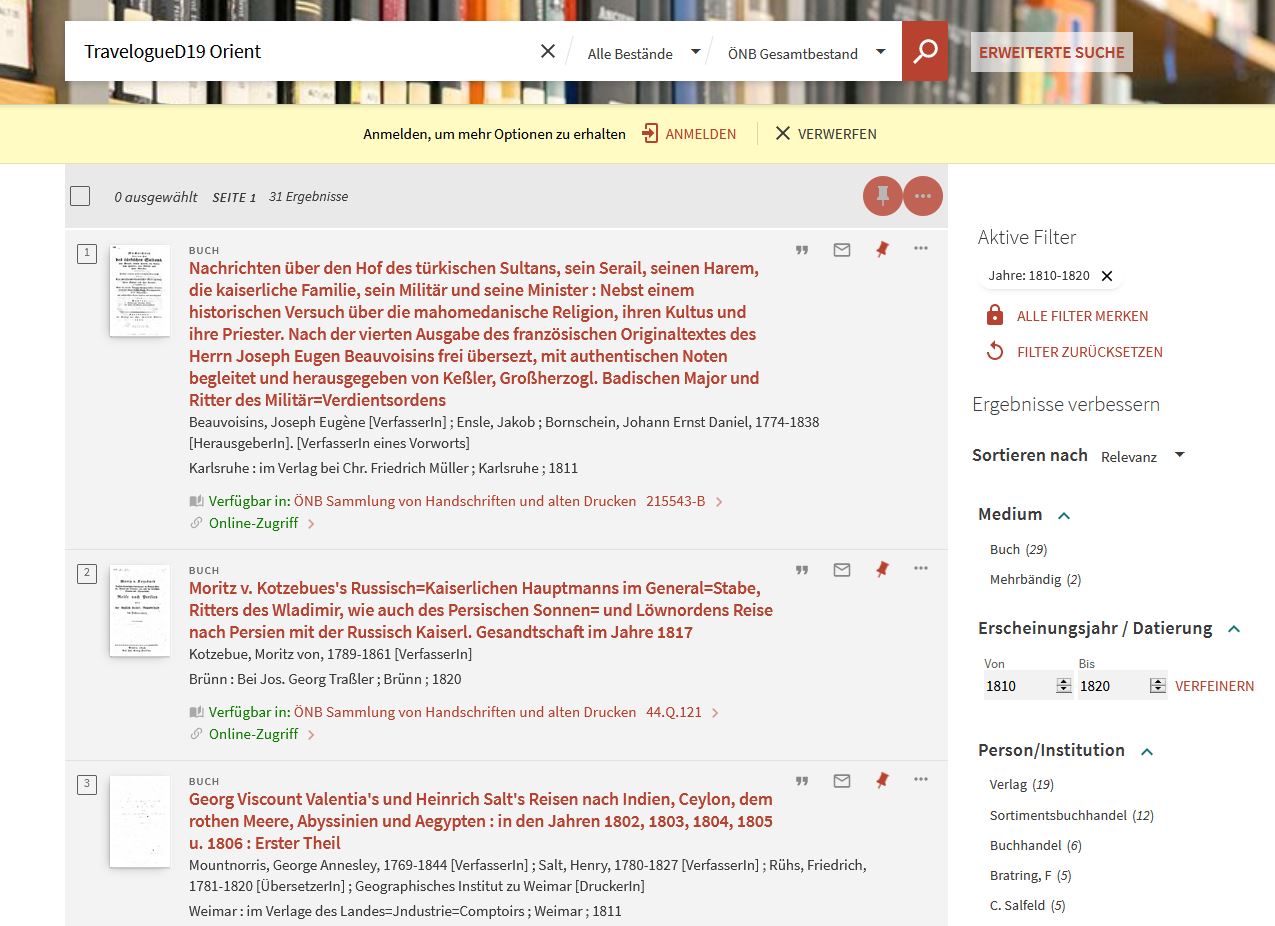 TravelogueD19 Orient
Alle Bestände
ÖNB Gesamtbestand
ERWEITERTE SUCHE
Anmelden, um mehr Optionen zu erhalten
ANMELDEN
VERWERFEN
0 ausgewählt SEITE 1 31 Ergebnisse
1
BUCH
Nachrichten über den Hof des türkischen Sultans, sein Serail, seinen Harem,
die kaiserliche Familie, sein Militär und seine Minister : Nebst einem
historischen Versuch über die mahomedanische Religion, ihren Kultus und
ihre Priester. Nach der vierten Ausgabe des französischen Originaltextes des
Herrn Joseph Eugen Beauvoisins frei übersezt, mit authentischen Noten
begleitet und herausgegeben von Keßler, Großherzogl. Badischen Major und
Ritter des Militär=Verdientsordens
Beauvoisins, Joseph Eugène [VerfasserIn] ; Ensle, Jakob ; Bornschein, Johann Ernst Daniel, 1774-1838
[HerausgeberIn]. [VerfasserIn eines Vorworts]
Karlsruhe : im Verlag bei Chr. Friedrich Müller ; Karlsruhe ; 1811
Verfügbar in: ÖNB Sammlung von Handschriften und alten Drucken 215543-B
Online-Zugriff
2
BUCH
Moritz v. Kotzebues's Russisch=Kaiserlichen Hauptmanns im General=Stabe,
Ritters des Wladimir, wie auch des Persischen Sonnen= und Löwnordens Reise
nach Persien mit der Russisch Kaiserl. Gesandtschaft im Jahre 1817
Kotzebue, Moritz von, 1789-1861 [VerfasserIn]
Brünn : Bei Jos. Georg Traßler ; Brünn ; 1820
Verfügbar in: ÖNB Sammlung von Handschriften und alten Drucken 44.Q.121
Online-Zugriff
3
BUCH
Georg Viscount Valentia's und Heinrich Salt's Reisen nach Indien, Ceylon, dem
rothen Meere, Abyssinien und Aegypten : in den Jahren 1802, 1803, 1804, 1805
u. 1806 : Erster Theil
Mountnorris, George Annesley, 1769-1844 [VerfasserIn] ; Salt, Henry, 1780-1827 [VerfasserIn] ; Rühs, Friedrich,
1781-1820 [ÜbersetzerIn] ; Geographisches Institut zu Weimar [DruckerIn]
Weimar : im Verlage des Landes=Jndustrie=Comptoirs ; Weimar ; 1811
Aktive Filter
Jahre: 1810-1820
ALLE FILTER MERKEN
FILTER ZURÜCKSETZEN
Ergebnisse verbessern
Sortieren nach Relevanz
Medium
Buch (29)
Mehrbändig (2)
Erscheinungsjahr / Datierung
Von Bis
1810 1820 VERFEINERN
Person/Institution
Verlag (19)
Sortimentsbuchhandel (12)
Buchhandel (6)
Bratring, F (5)
C. Salfeld (5)